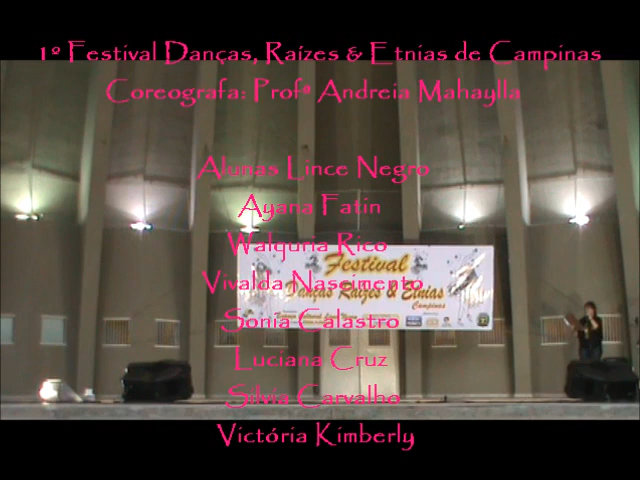 1º Festival Danças, Raízes & Etnias de Campinas
Coreografa: Profª Andreia Mahaylla
Alunas Lince Negro
Ayana Fatin
Walquria Rico
Festival
Vivalda Nascimento
Danças Raízes & Etnias
Campinas
Sonia Calastro
Luciana Cruz
Silvia Carvalho
Victória Kimberly